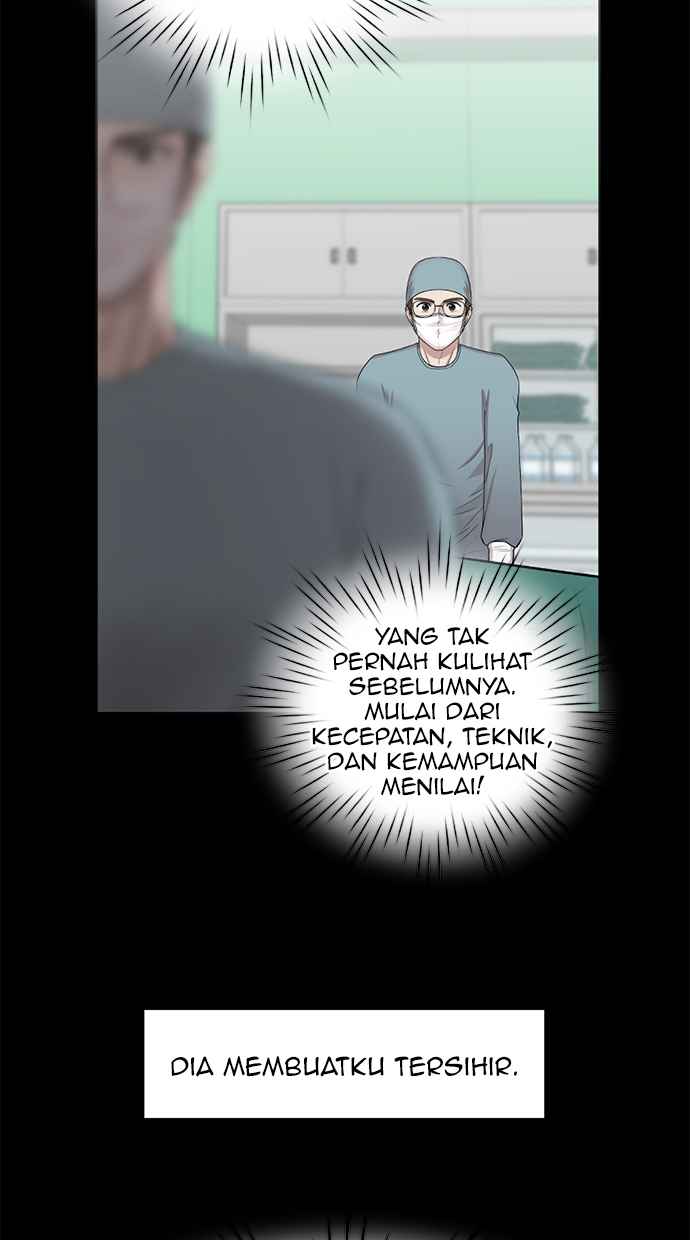 YANG TAK
PERNAH KULIHAT
SEBELUMNYA.
MULAI DARI
KECEPATAN, TEKNIK,
DAN KEMAMPUAN
MENILAI!
DIA MEMBUATKU TERSIHIR.